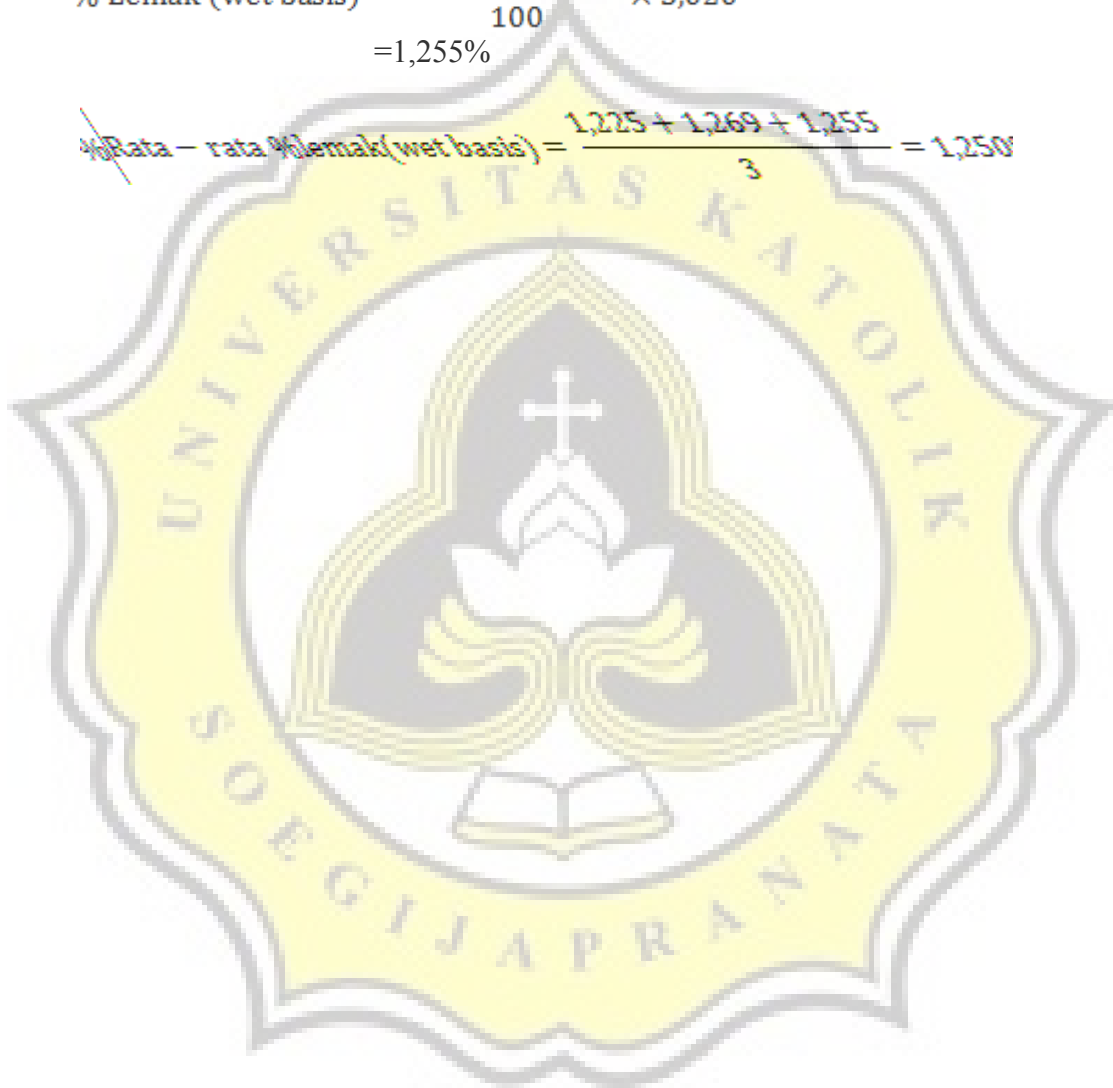 % Lemak (wet basis)
100
=1,255%
%Rata − rata %lemak(wet basis) = 1,225 + 1,269 + 1,255 / 3 = 1,250%
UNIVERSITAS KATOLIK
SOEGIJAPRANATA